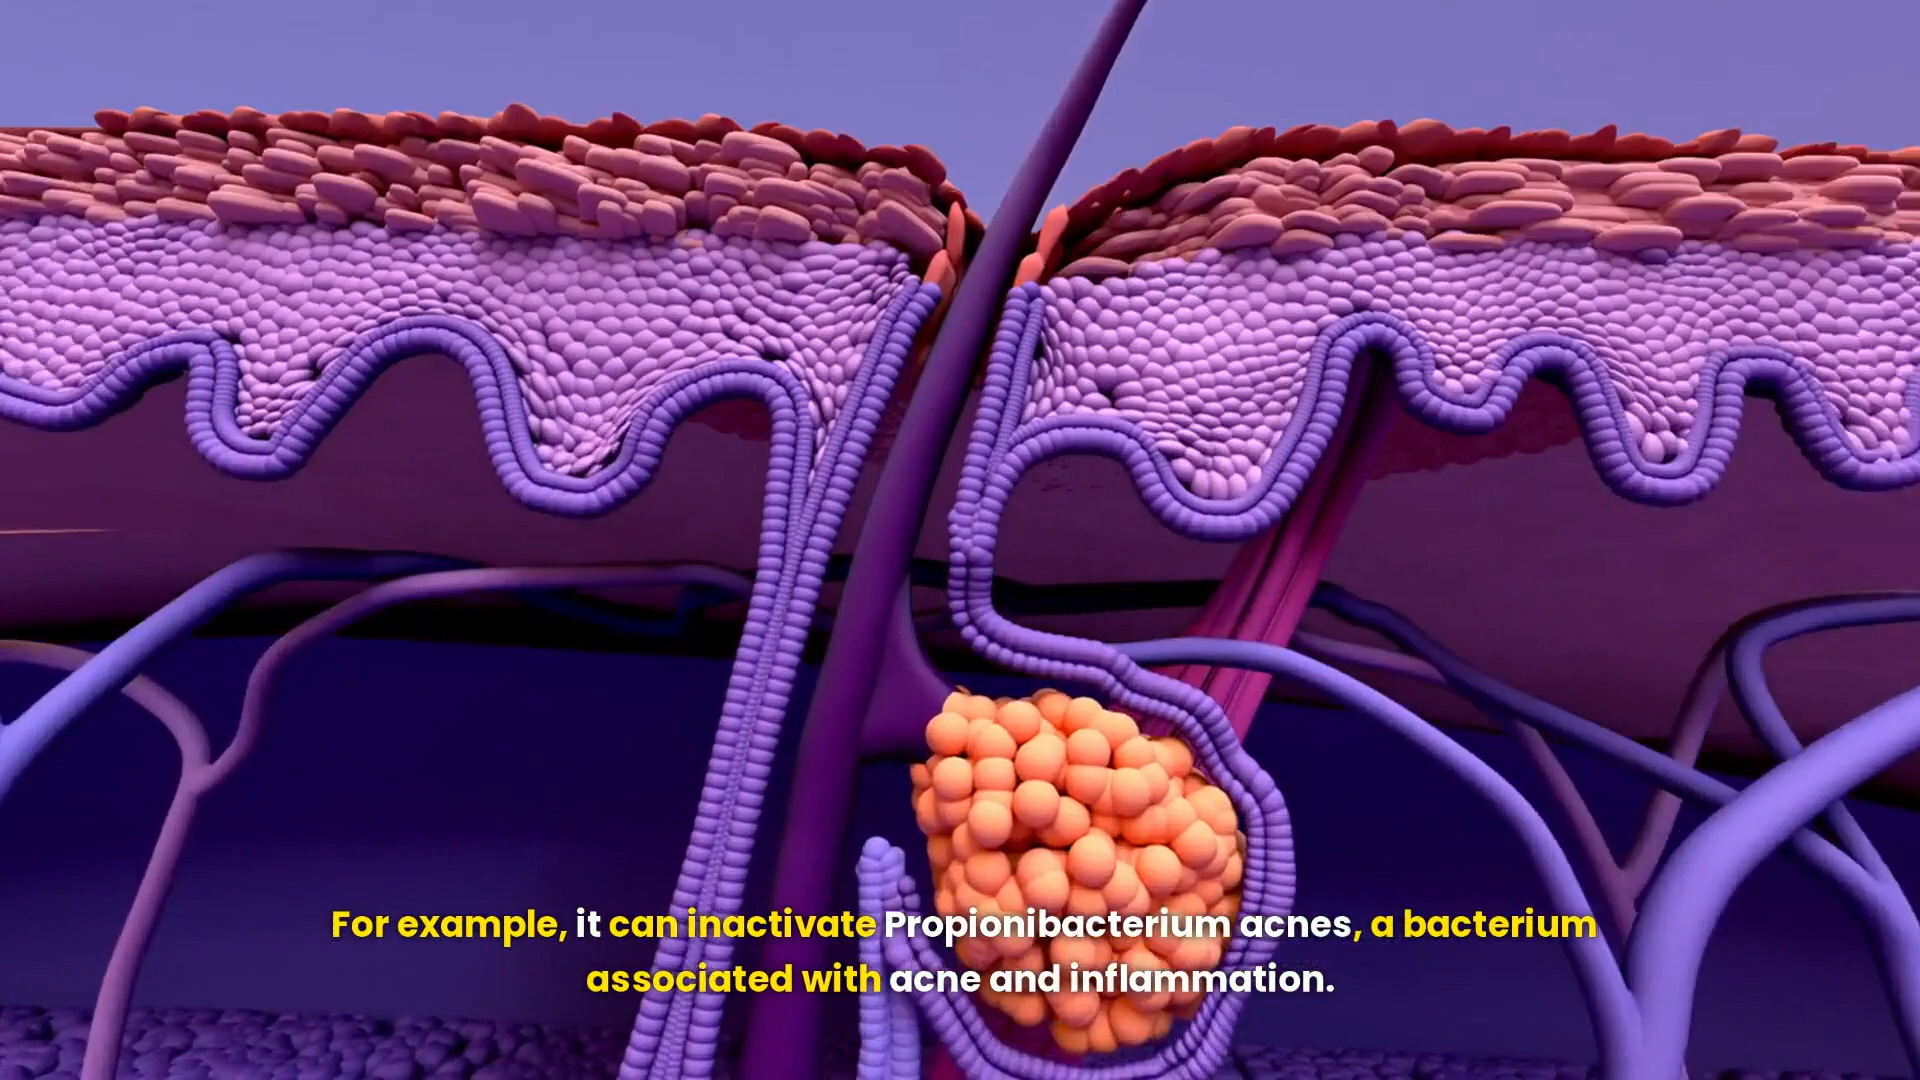 For example, it can inactivate Propionibacterium acnes, a bacterium
associated with acne and inflammation.